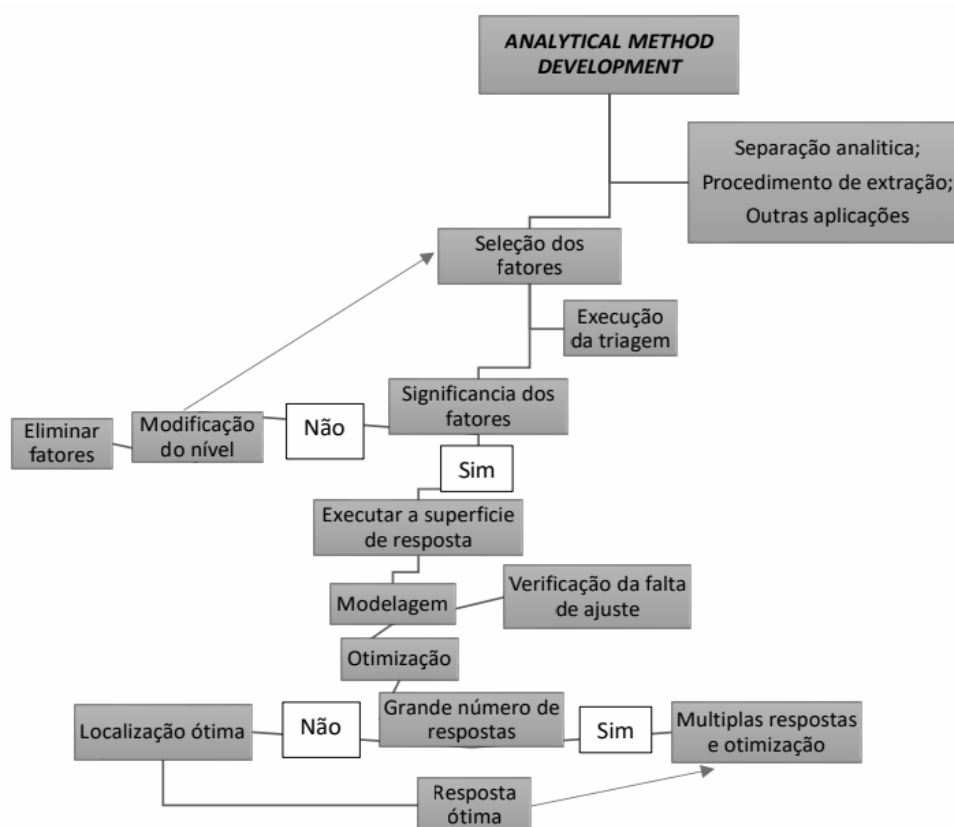 ANALYTICAL METHOD
DEVELOPMENT
Separação analitica;
Procedimento de extração;
Outras aplicações
Seleção dos
fatores
Execução
da triagem
Significancia dos
fatores
Não
Modificação
do nível
Eliminar
fatores
Sim
Executar a superficie
de resposta
Modelagem
Verificação da falta
de ajuste
Otimização
Grande número de
respostas
Não
Localização ótima
Sim
Multiplas respostas
e otimização
Resposta
ótima